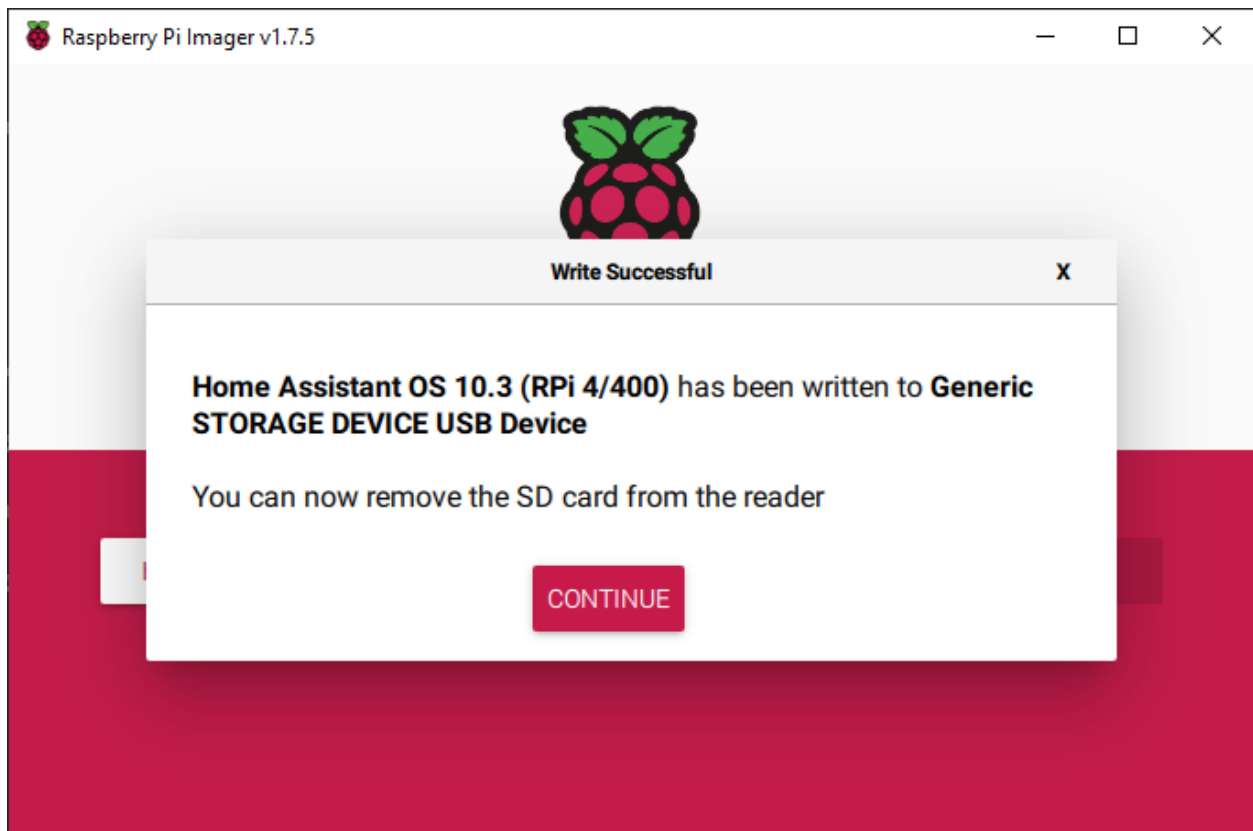 Raspberry Pi Imager v1.7.5
Write Successful
X
Home Assistant OS 10.3 (RPi 4/400) has been written to Generic
STORAGE DEVICE USB Device
You can now remove the SD card from the reader
CONTINUE